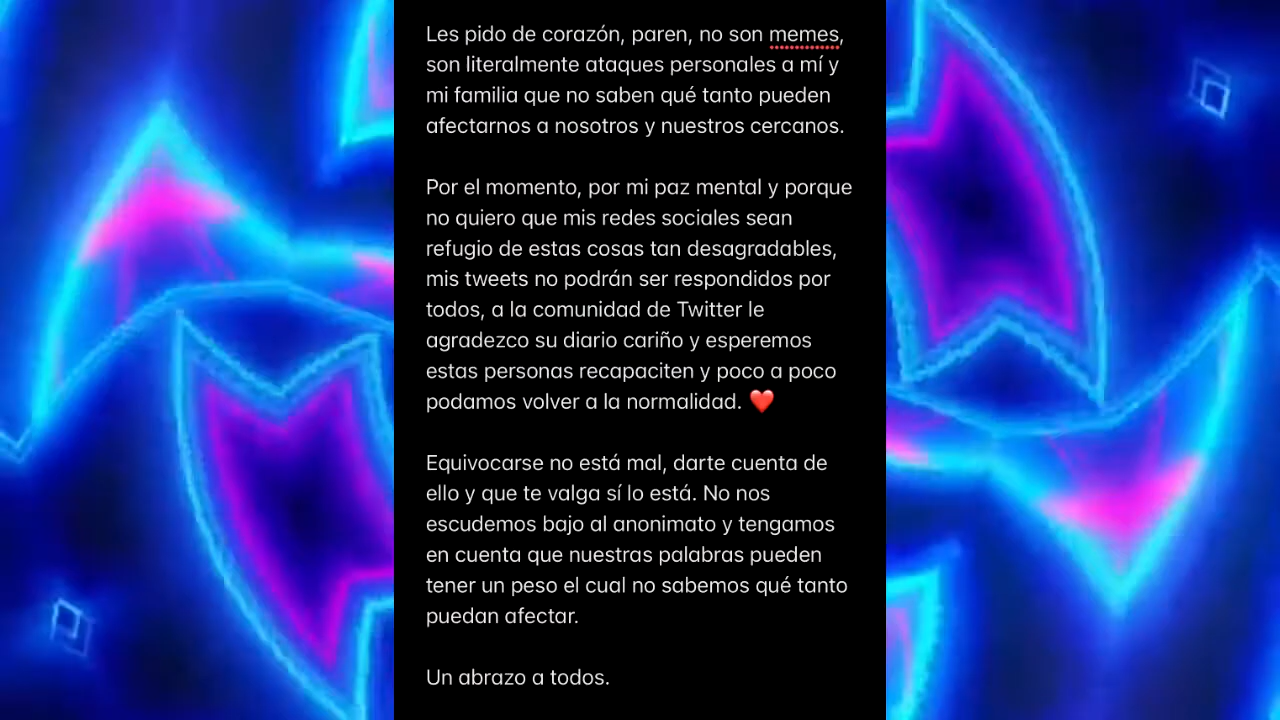 Les pido de corazón, paren, no son memes,
son literalmente ataques personales a mí y
mi familia que no saben qué tanto pueden
afectarnos a nosotros y nuestros cercanos.
Por el momento, por mi paz mental y porque
no quiero que mis redes sociales sean
refugio de estas cosas tan desagradables,
mis tweets no podrán ser respondidos por
todos, a la comunidad de Twitter le
agradezco su diario cariño y esperemos
estas personas recapaciten y poco a poco
podamos volver a la normalidad. ❤️
Equivocarse no está mal, darte cuenta de
ello y que te valga sí lo está. No nos
escudemos bajo al anonimato y tengamos
en cuenta que nuestras palabras pueden
tener un peso el cual no sabemos qué tanto
puedan afectar.
Un abrazo a todos.